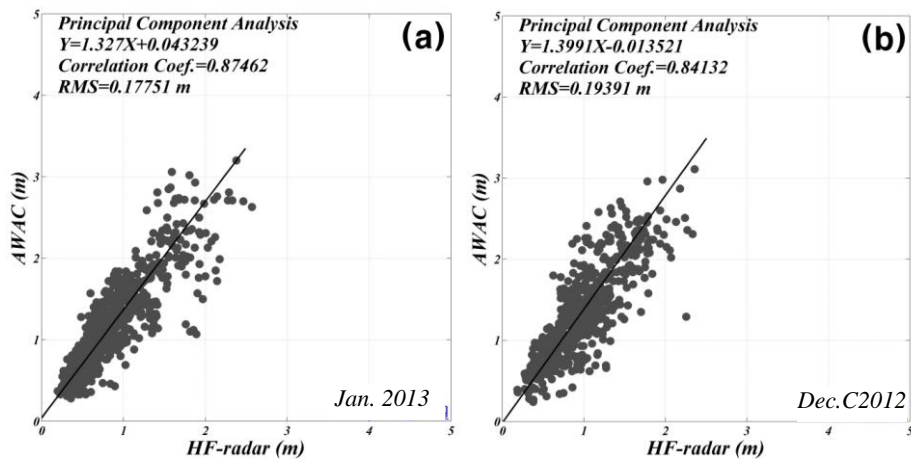 Principal Component Analysis
Y=1.327X+0.043239
Correlation Coef.=0.87462
RMS=0.17751 m
(a)
5
4
3
2
1
0
AWAC (m)
Jan. 2013
0 1 2 3 4 5
HF-radar (m)
Principal Component Analysis
Y=1.3991X-0.013521
Correlation Coef.=0.84132
RMS=0.19391 m
(b)
5
4
3
2
1
0
AWAC (m)
Dec.C2012
0 1 2 3 4 5
HF-radar (m)